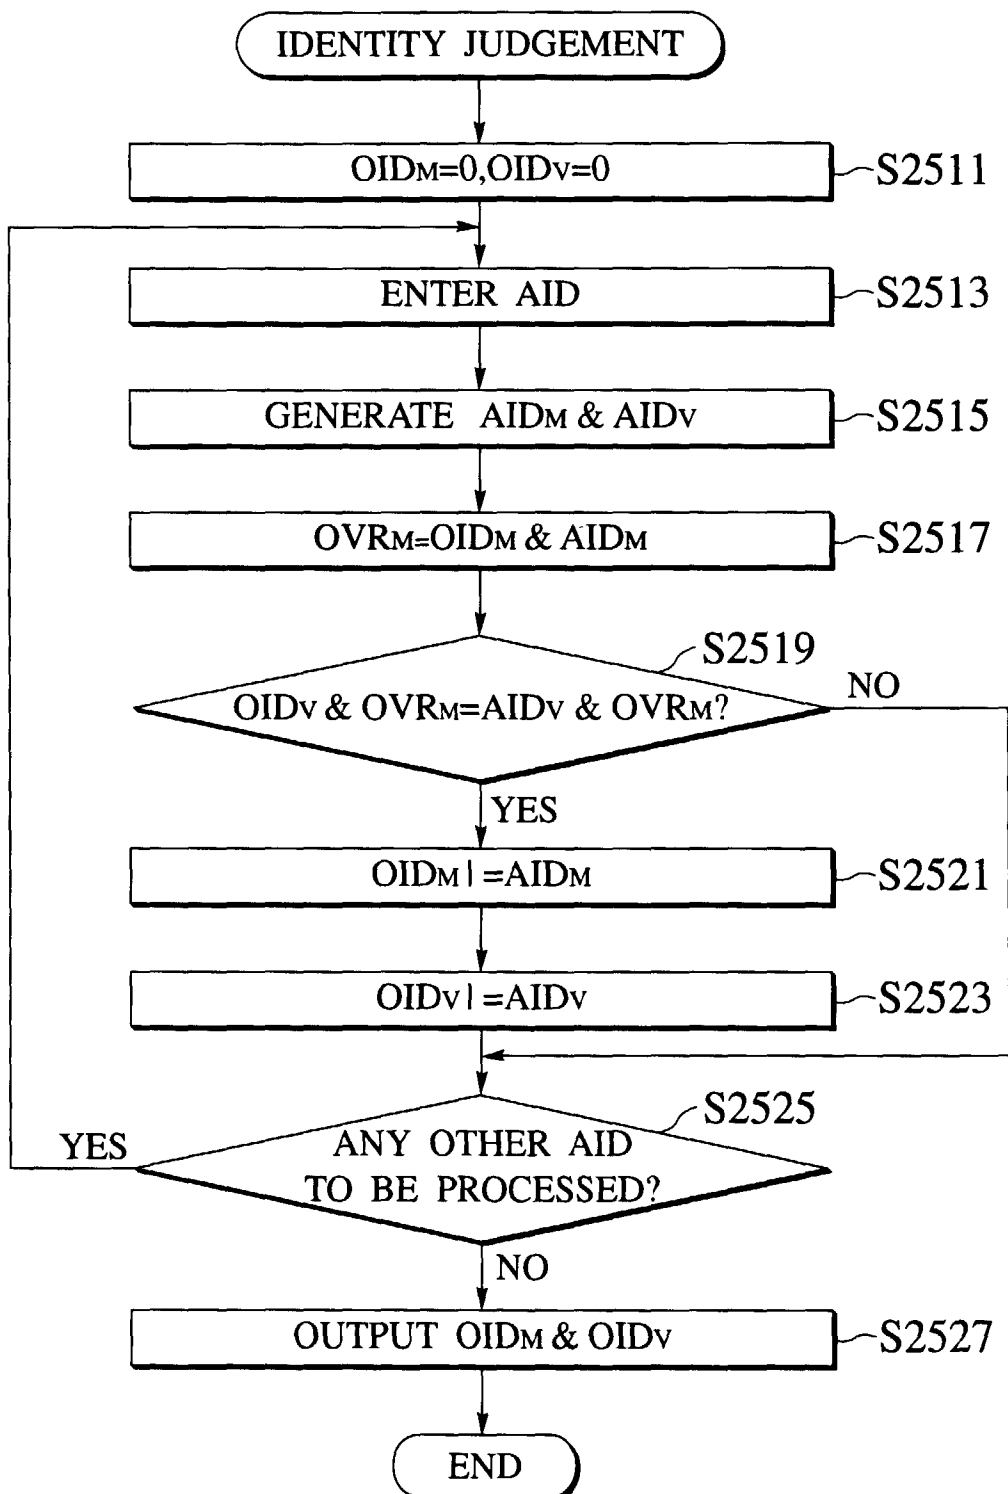 IDENTITY JUDGEMENT
OIDM=0,OIDV=0
S2511
ENTER AID
S2513
GENERATE AIDM & AIDV
S2515
OVRM=OIDM & AIDM
S2517
S2519
OIDV & OVRM=AIDV & OVRM?
NO
YES
OIDM|=AIDM
S2521
OIDV|=AIDV
S2523
S2525
YES
ANY OTHER AID
TO BE PROCESSED?
NO
OUTPUT OIDM & OIDV
S2527
END